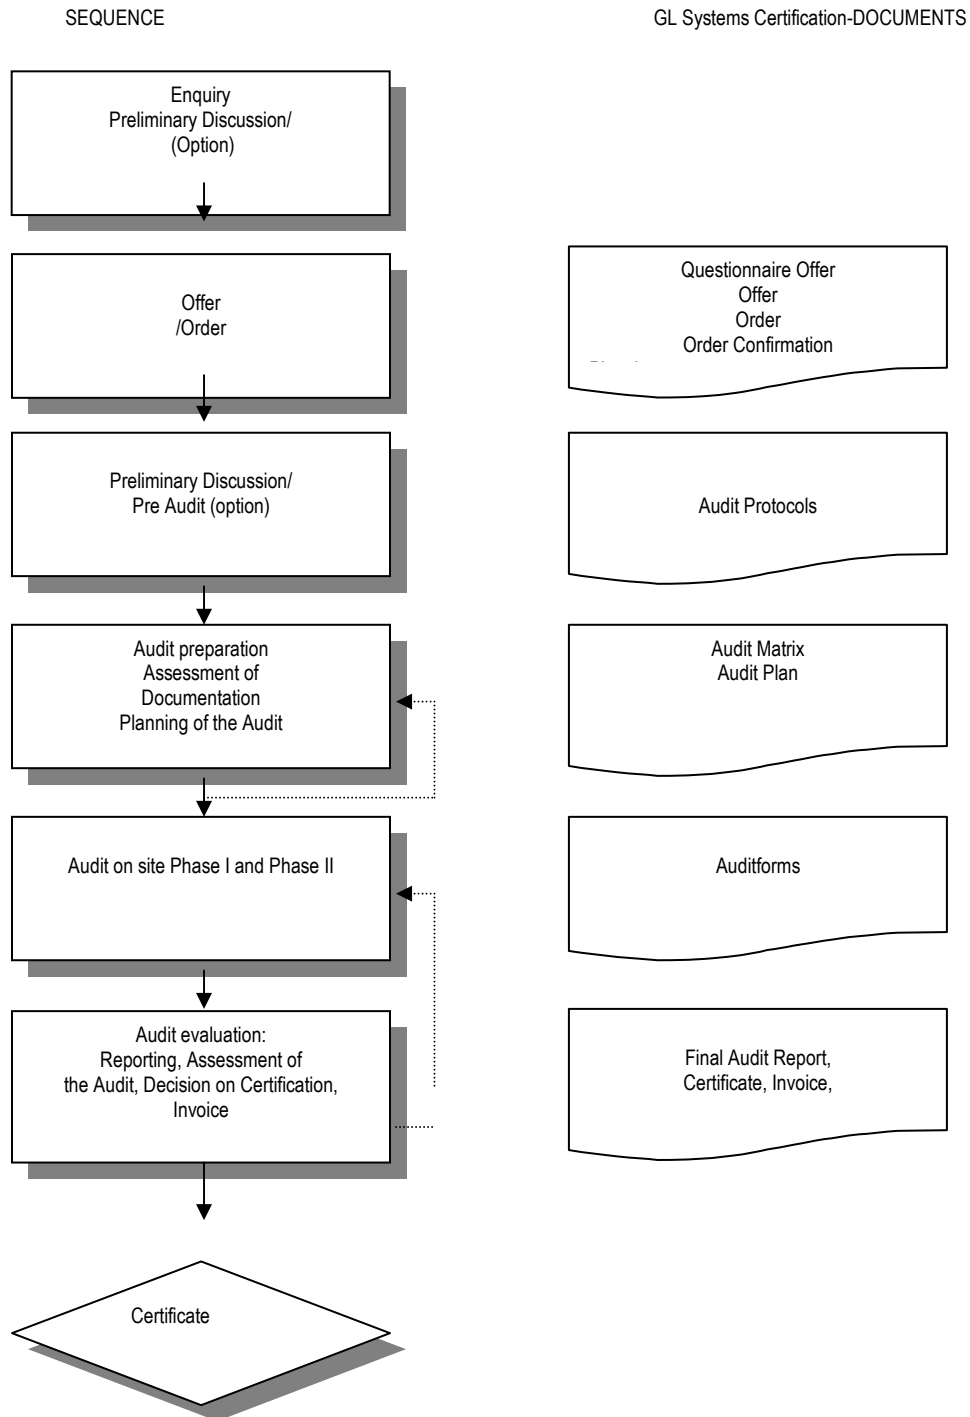 SEQUENCE
GL Systems Certification-DOCUMENTS
Enquiry
Preliminary Discussion/
(Option)
Offer
/Order
Questionnaire Offer
Offer
Order
Order Confirmation
Preliminary Discussion/
Pre Audit (option)
Audit Protocols
Audit preparation
Assessment of
Documentation
Planning of the Audit
Audit Matrix
Audit Plan
Audit on site Phase I and Phase II
Auditforms
Audit evaluation:
Reporting, Assessment of
the Audit, Decision on Certification,
Invoice
Final Audit Report,
Certificate, Invoice,
Certificate